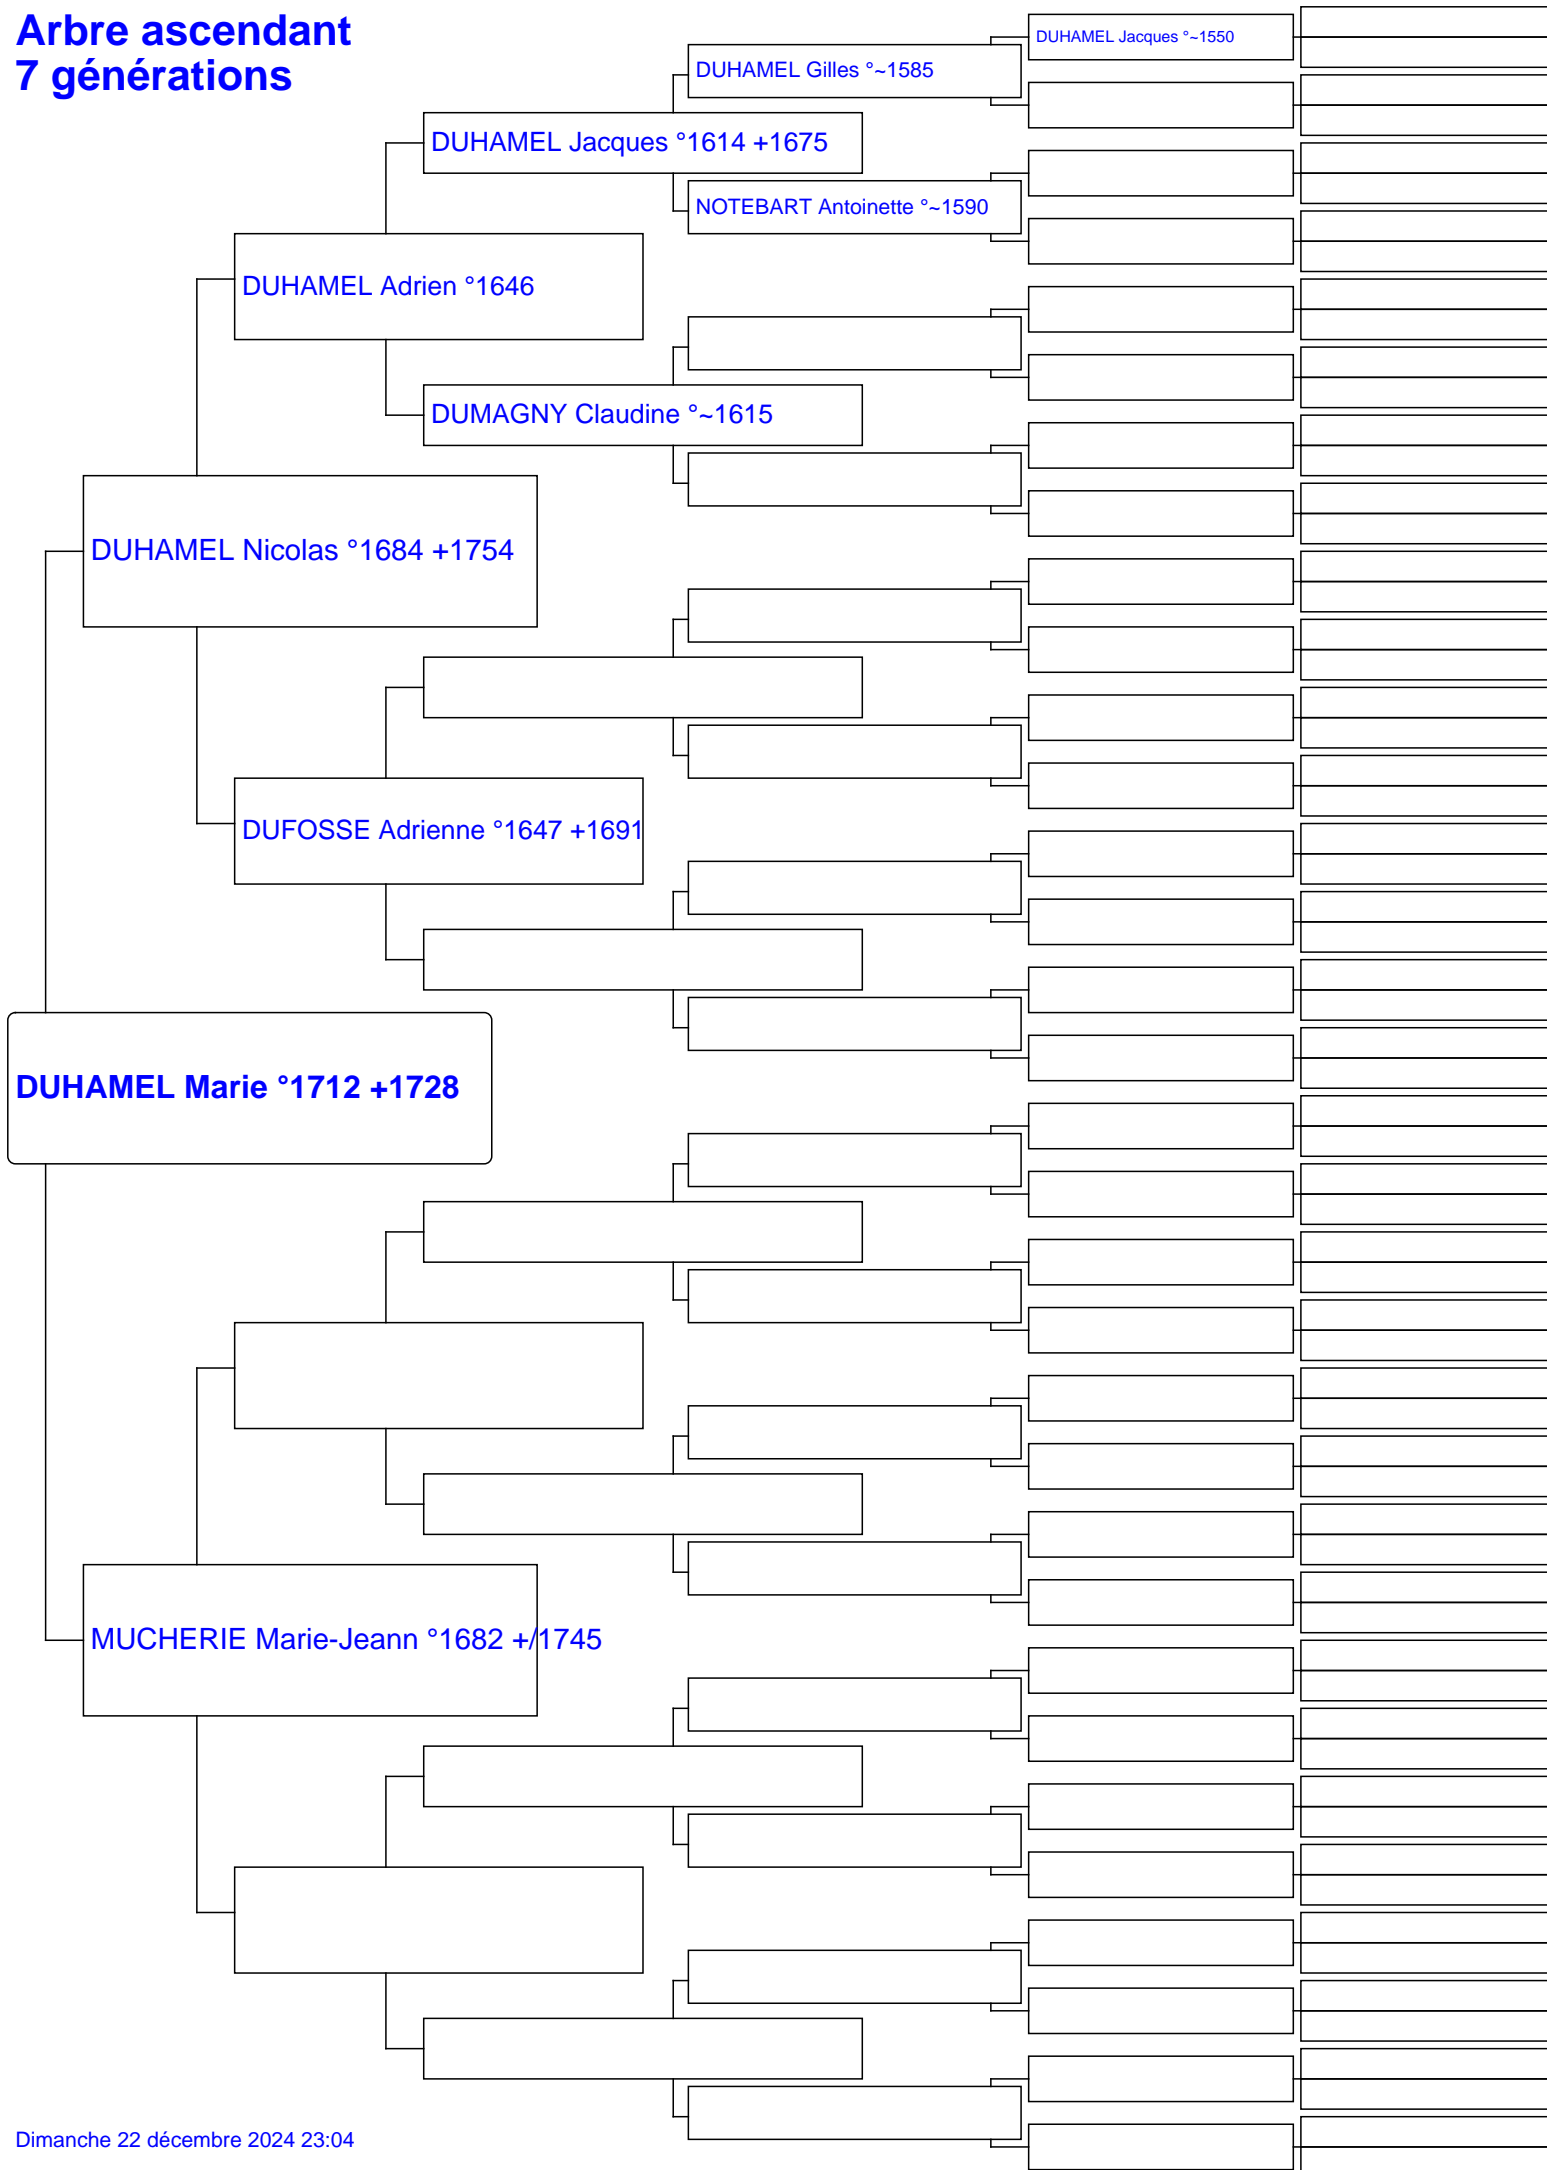 Arbre ascendant
7 générations
DUHAMEL Jacques °~1550
DUHAMEL Gilles °~1585
DUHAMEL Jacques °1614 +1675
NOTEBART Antoinette °~1590
DUHAMEL Adrien °1646
DUMAGNY Claudine °~1615
DUHAMEL Nicolas °1684 +1754
DUFOSSE Adrienne °1647 +1691
DUHAMEL Marie °1712 +1728
MUCHERIE Marie-Jeann °1682 +/1745
Dimanche 22 décembre 2024 23:04